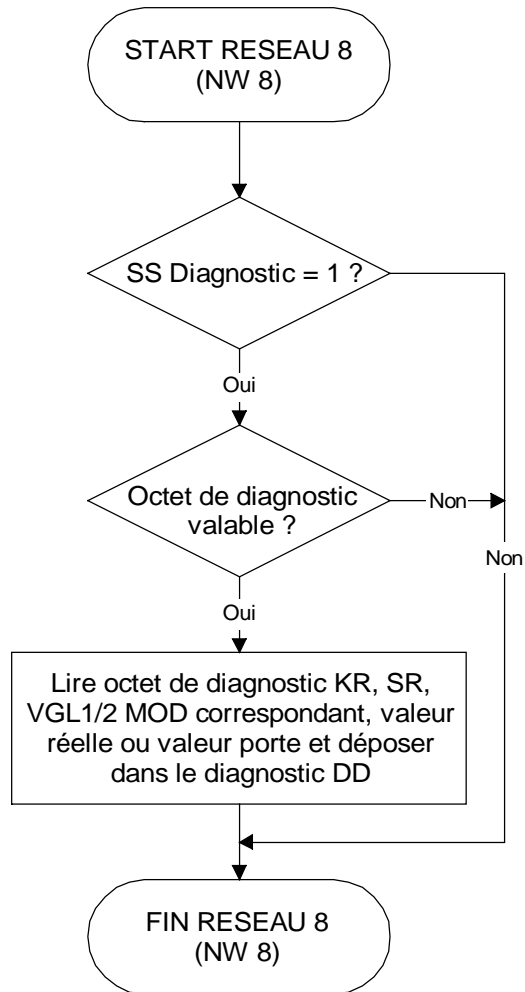 START RESEAU 8
(NW 8)
SS Diagnostic = 1 ?
Oui
Octet de diagnostic
valable ?
Non
Non
Oui
Lire octet de diagnostic KR, SR,
VGL1/2 MOD correspondant, valeur
réelle ou valeur porte et déposer
dans le diagnostic DD
FIN RESEAU 8
(NW 8)